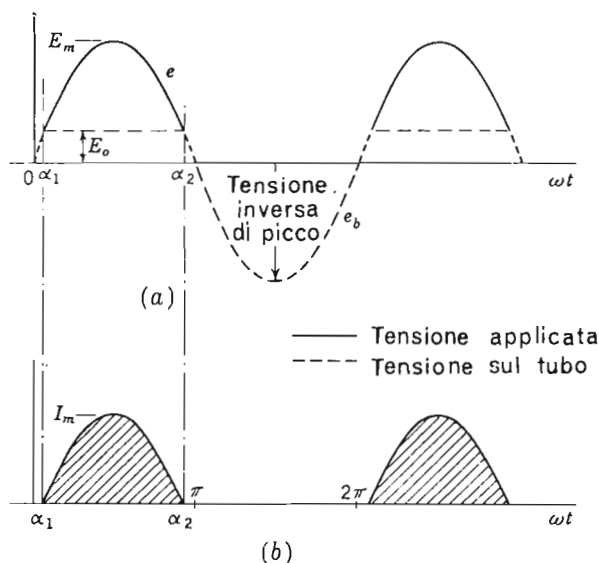 E_m
e
E_o
0 α_1 α_2 ωt
Tensione
inversa
di picco
e_b
(a)
Tensione applicata
Tensione sul tubo
I_m
π 2π
α_1 α_2 ωt
(b)